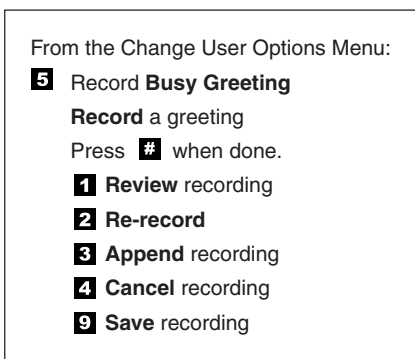 From the Change User Options Menu:
5 Record Busy Greeting
Record a greeting
Press # when done.
1 Review recording
2 Re-record
3 Append recording
4 Cancel recording
9 Save recording